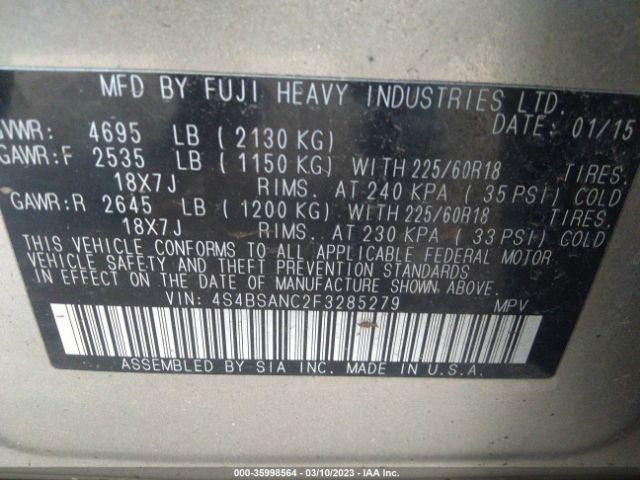 MFD BY FUJI HEAVY INDUSTRIES LTD.
DATE: 01/15
VWR: 4695 LB ( 2130 KG)
GAWR:F 2535 LB ( 1150 KG) WITH 225/60R18 TIRES.
18X7J RIMS. AT 240 KPA ( 35 PSI) COLD
GAWR:R 2645 LB ( 1200 KG) WITH 225/60R18 TIRES.
18X7J RIMS. AT 230 KPA ( 33 PSI) COLD
THIS VEHICLE CONFORMS TO ALL APPLICABLE FEDERAL MOTOR
VEHICLE SAFETY AND THEFT PREVENTION STANDARDS
IN EFFECT ON THE DATE OF MANUFACTURE SHOWN ABOVE.
VIN: 4S4BSANC2F3285279 MPV
ASSEMBLED BY SIA INC. MADE IN U.S.A.
000-35998564 | 03/10/2023 | IAA Inc.